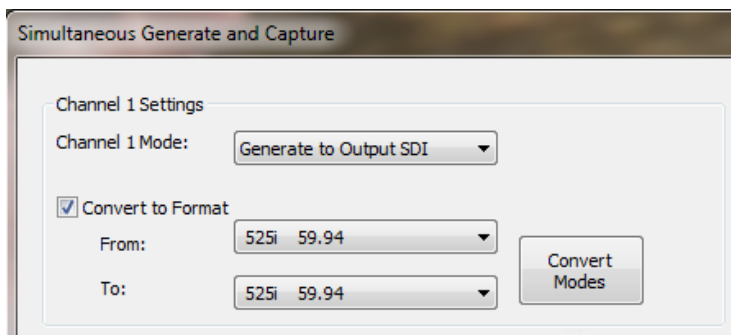 Simultaneous Generate and Capture
Channel 1 Settings
Channel 1 Mode:
Generate to Output SDI
Convert to Format
From:
525i 59.94
To:
525i 59.94
Convert
Modes